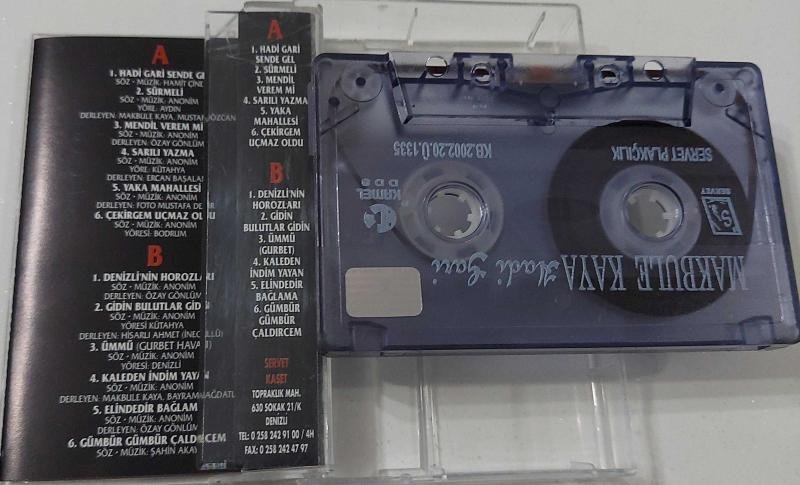 A
1. HADİ GARİ SENDE
SÖZ - MÜZİK: HAMİT
2. SÜRMELİ
SÖZ - MÜZİK: ANONİM
YÖRE: AYDIN
DERLEYEN: MAKBULE KAYA,
3. MENDİL VEREM Mİ
SÖZ - MÜZİK: ANONİM
DERLEYEN: ÖZAY GÖNLÜM
4. SARILI YAZMA
SÖZ - MÜZİK: ANONİM
YÖRE: KÜTAHYA
DERLEYEN: ERCAN
5. YAKA MAHALLESİ
SÖZ - MÜZİK: ANONİM
DERLEYEN: FOTO MUSTAFA
6. ÇEKİRGEM UÇMAZ OLDU
SÖZ - MÜZİK: ANONİM
YÖRESİ: BODRUM
B
1. DENİZLİ'NİN HOROZLARI
SÖZ - MÜZİK: ANONİM
DERLEYEN: ÖZAY GÖNLÜM
2. GİDİN BULUTLAR GİDİN
SÖZ - MÜZİK: ANONİM
YÖRESİ KÜTAHYA
DERLEYEN: HİSARLI AHMET
3. ÜMMÜ (GURBET HAVASI)
SÖZ - MÜZİK: ANONİM
YÖRESİ: DENİZLİ
4. KALEDEN İNDİM YAYAN
SÖZ - MÜZİK: ANONİM
DERLEYEN: MAKBULE KAYA,
5. ELİNDEDİR BAĞLAM
SÖZ - MÜZİK: ANONİM
DERLEYEN: ÖZAY GÖNLÜM
6. GÜMBÜR GÜMBÜR ÇALDIRCEM
SÖZ - MÜZİK: ŞAHİN
A
1. HADİ GARİ
SENDE GEL
2. SÜRMELİ
3. MENDİL
VEREM Mİ
4. SARILI YAZMA
5. YAKA
MAHALLESİ
6. ÇEKİRGEM
UÇMAZ OLDU
B
1. DENİZLİ'NİN
HOROZLARI
2. GİDİN
BULUTLAR GİDİN
3. ÜMMÜ
(GURBET)
4. KALEDEN
İNDİM YAYAN
5. ELİNDEDİR
BAĞLAMA
6. GÜMBÜR
GÜMBÜR
ÇALDIRCEM
SERVET
KASET
TOPRAKLIK MAH.
630 SOKAK 21/K
DENİZLİ
TEL: 0 258 242 91 00 / 4H
FAX: 0 258 242 47 97
MAKBULE KAYA Hadi Gari
SERVET
SERVET PLAKÇILIK
KAMEL
DDS
KB.2002.20.Ü.1335